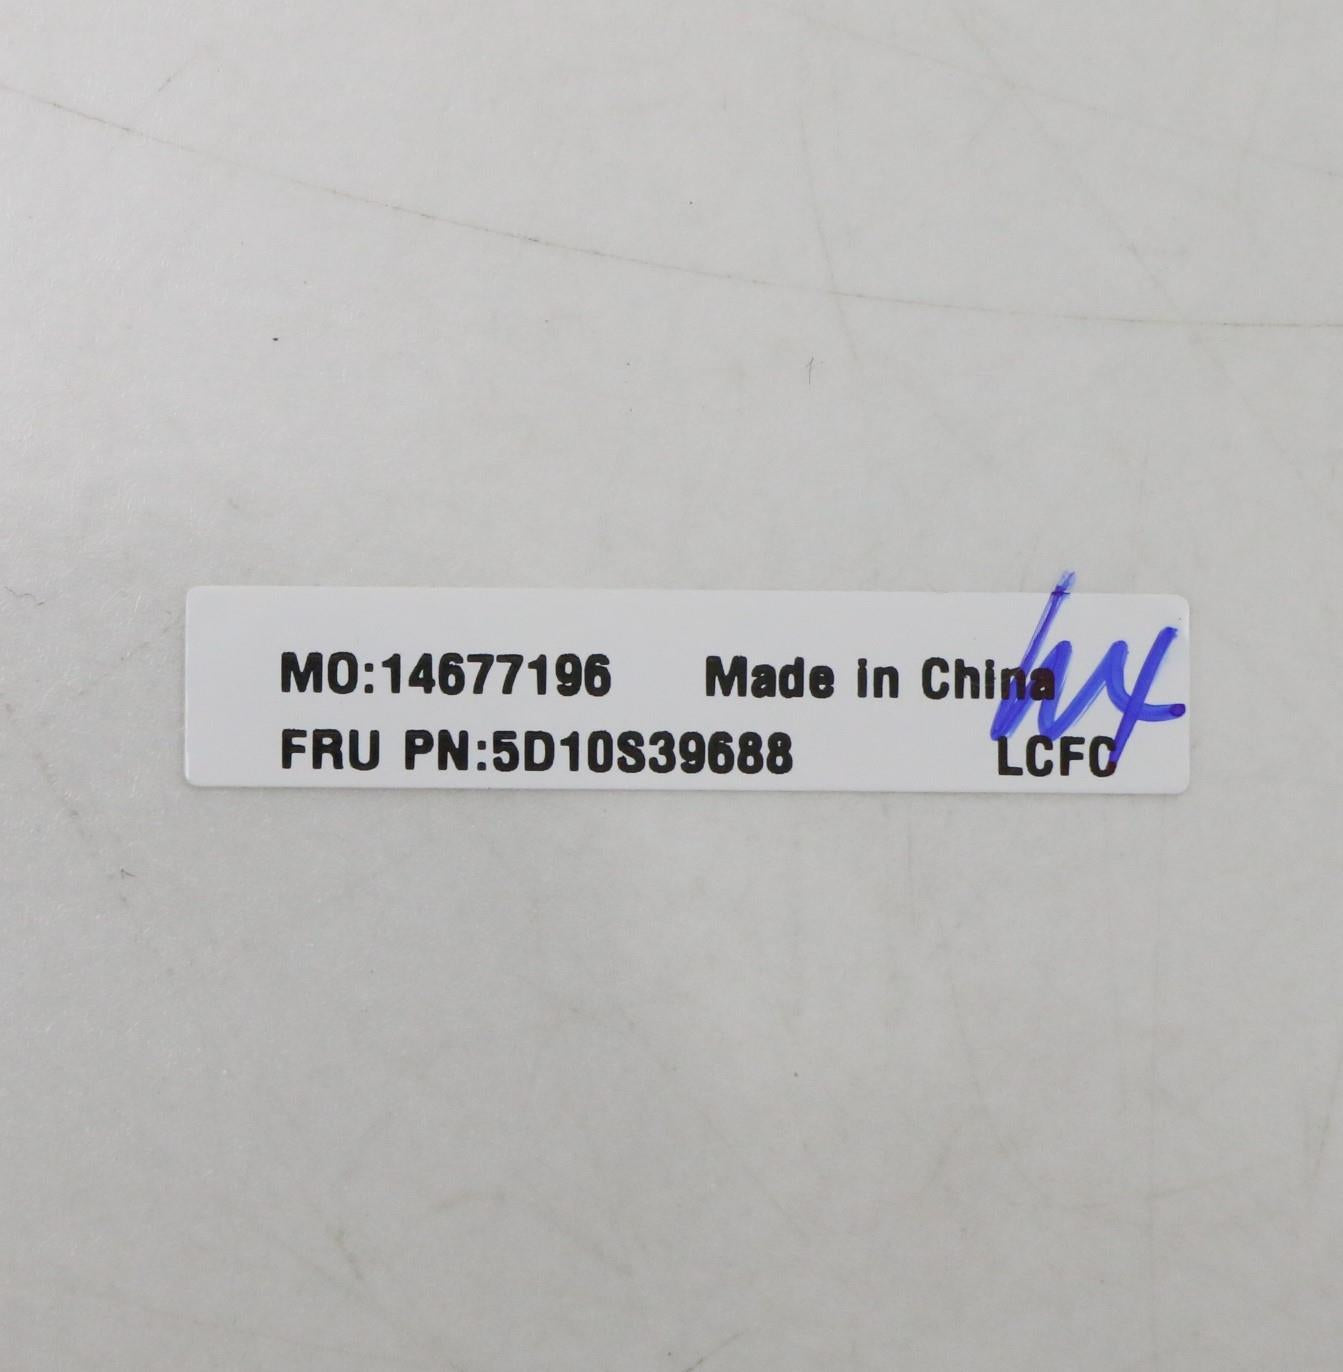 MO:14677196 Made in China
FRU PN:5D10S39688 LCFC